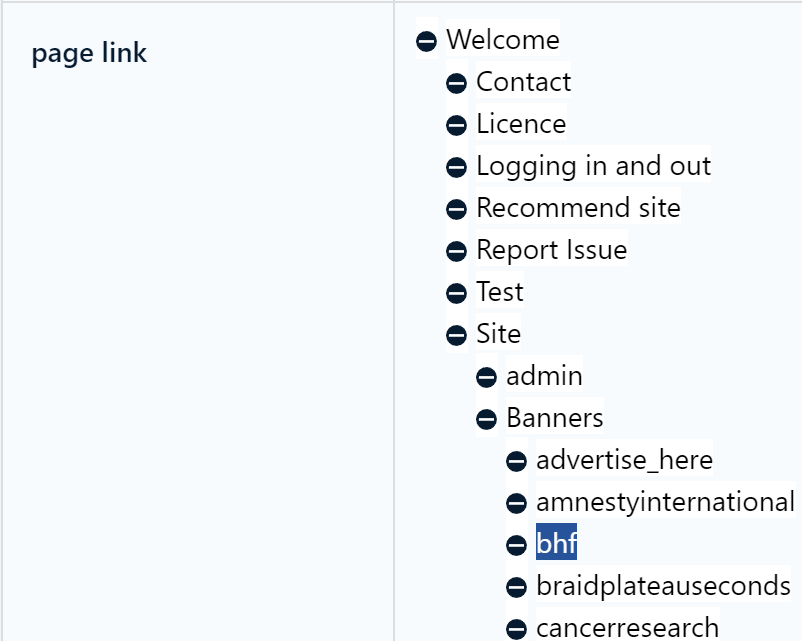 page link
Welcome
Contact
Licence
Logging in and out
Recommend site
Report Issue
Test
Site
admin
Banners
advertise_here
amnestyinternational
bhf
braidplateauseconds
cancerresearch